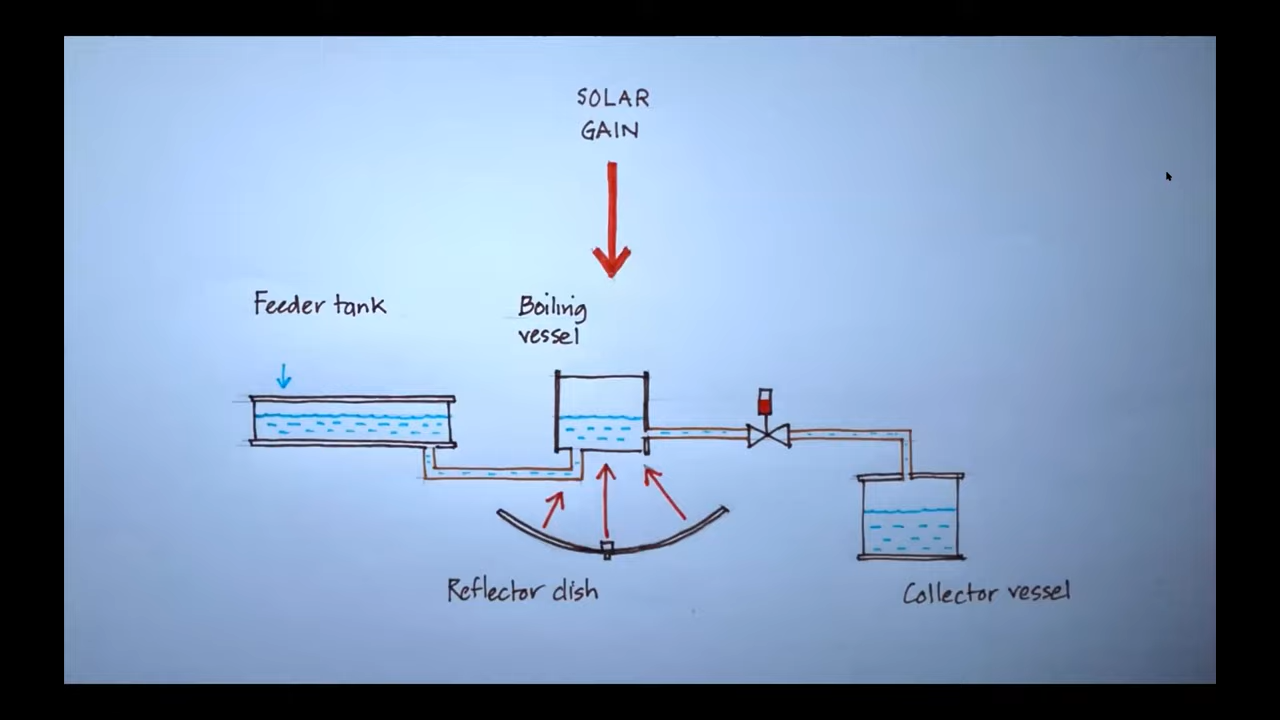 SOLAR
GAIN
Feeder tank
Boiling
vessel
Reflector dish
Collector vessel